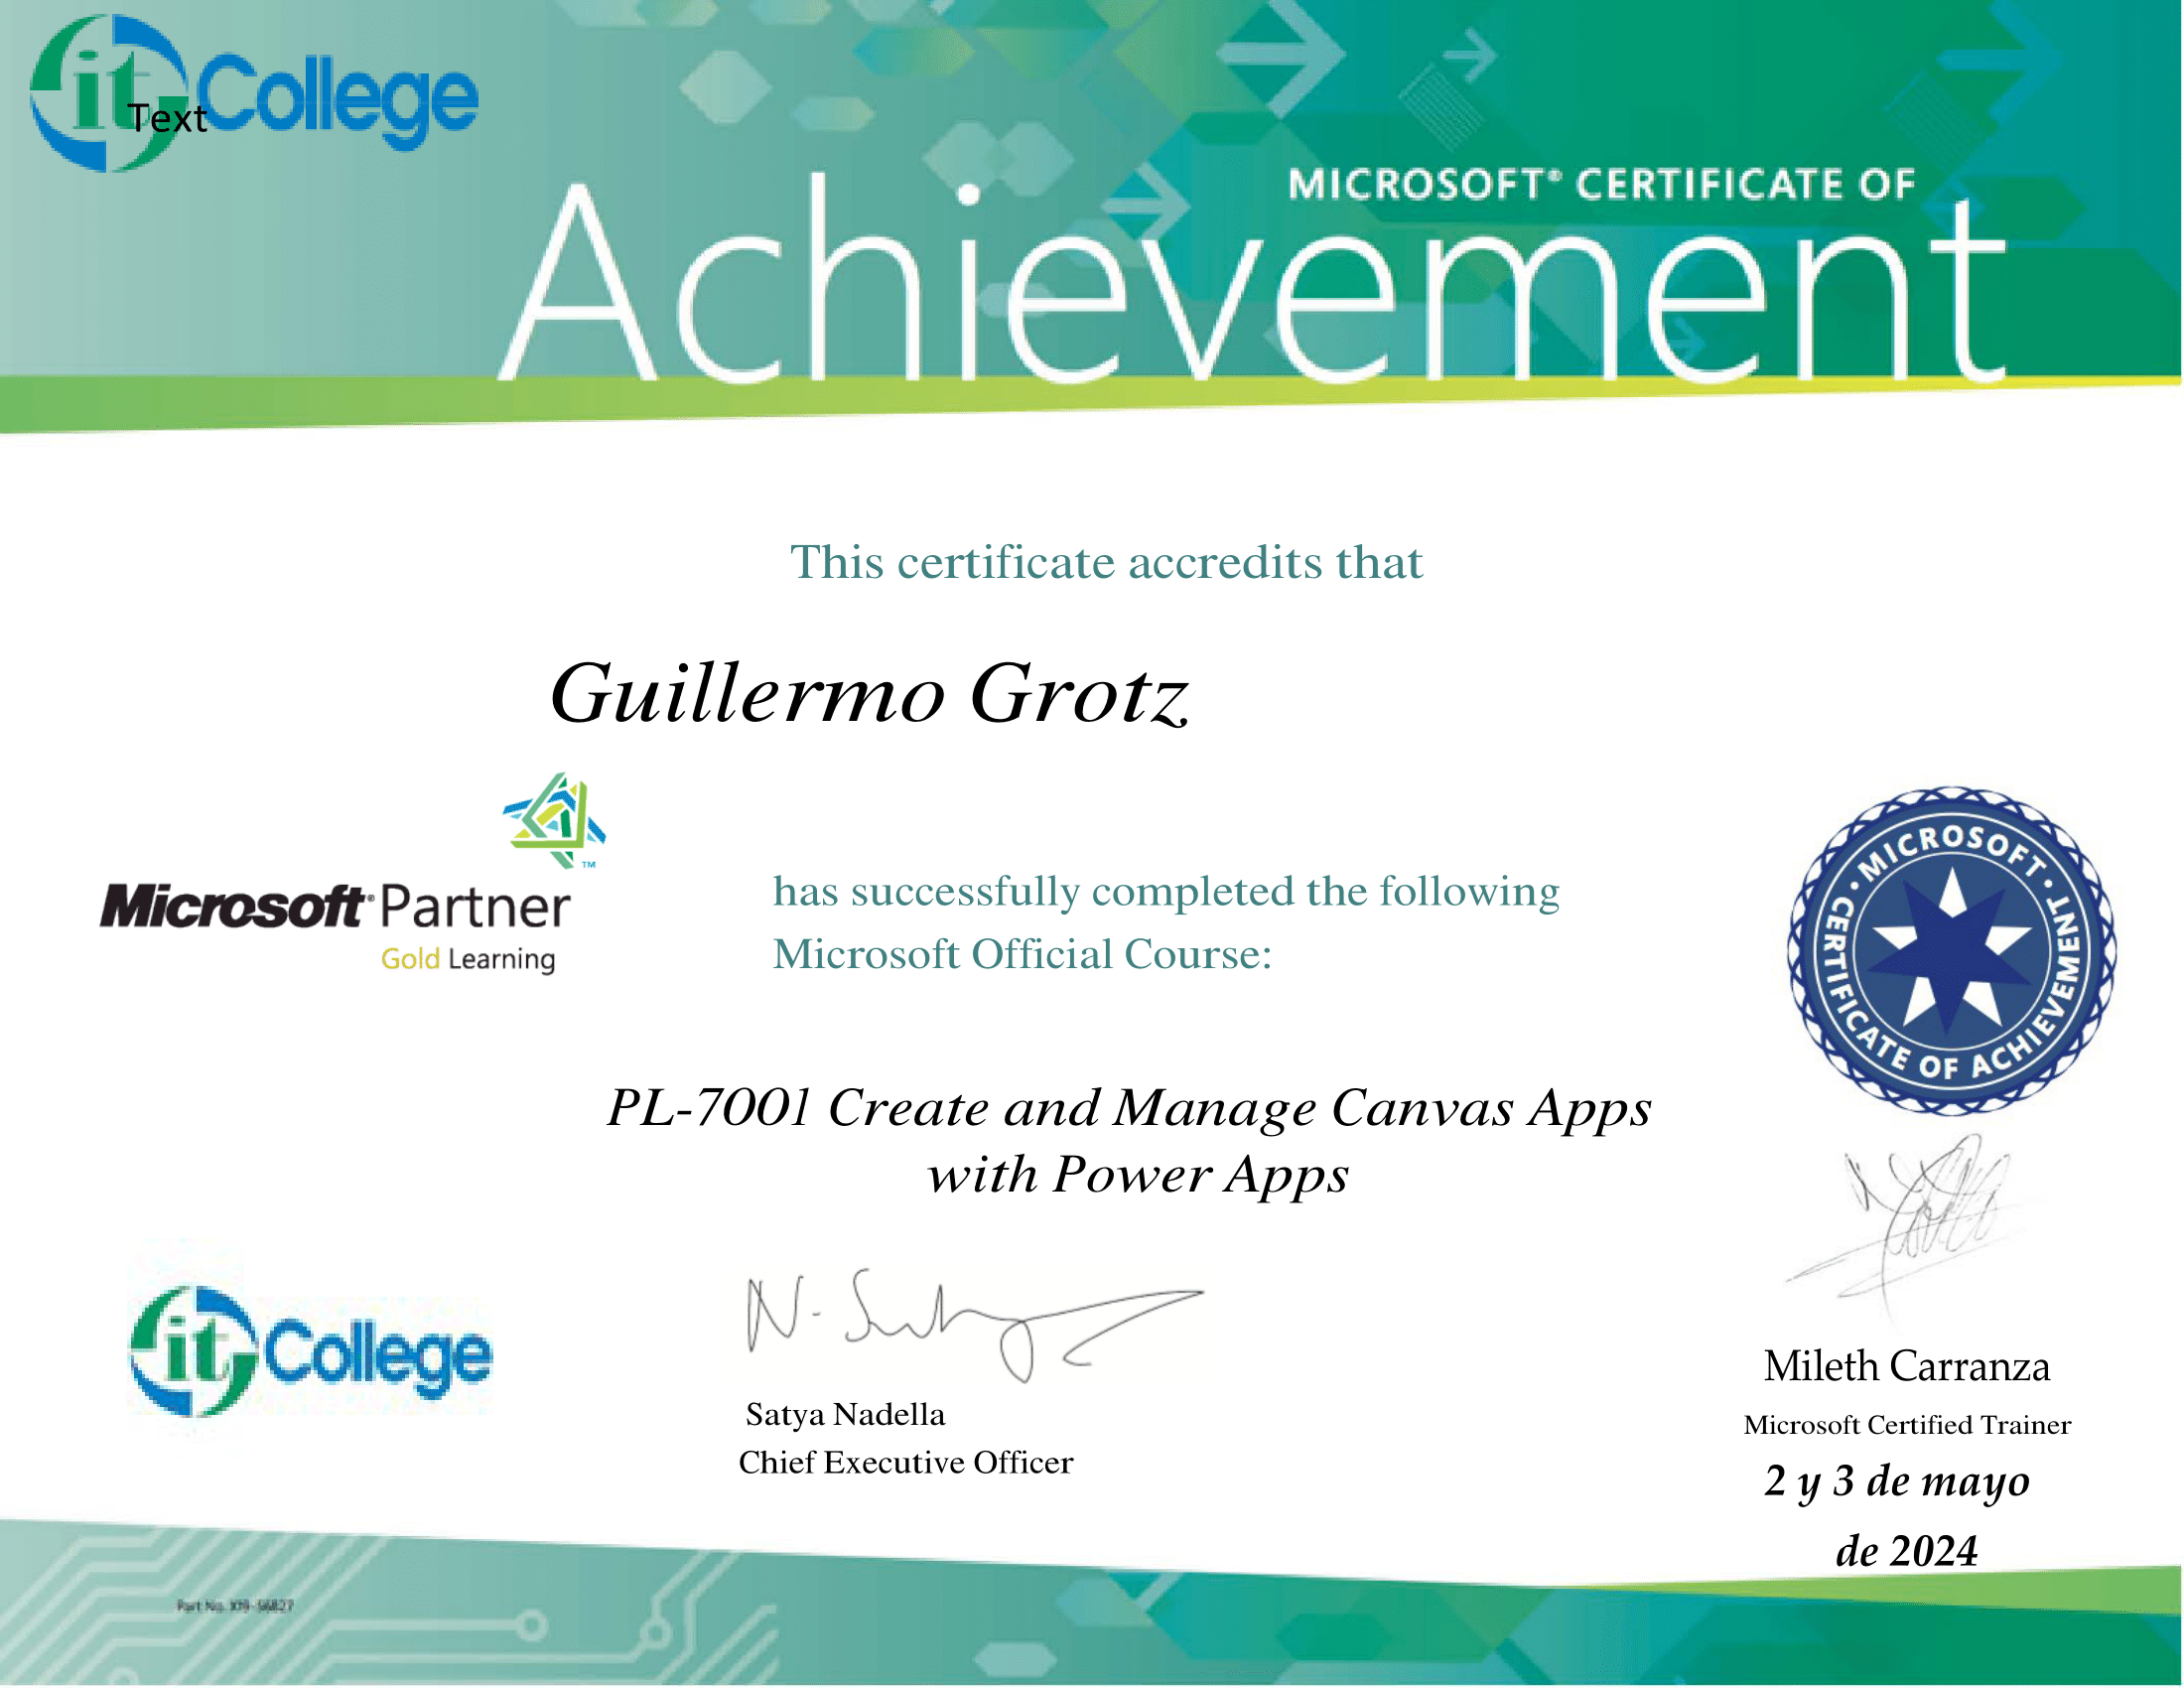 it College
Text
MICROSOFT® CERTIFICATE OF
Achievement
This certificate accredits that
Guillermo Grotz
Microsoft® Partner
Gold Learning
TM
has successfully completed the following
Microsoft Official Course:
• MICROSOFT • CERTIFICATE OF ACHIEVEMENT
PL-7001 Create and Manage Canvas Apps
with Power Apps
it College
N-
Satya Nadella
Chief Executive Officer
Mileth Carranza
Microsoft Certified Trainer
2 y 3 de mayo
de 2024
Part No. X19-56827